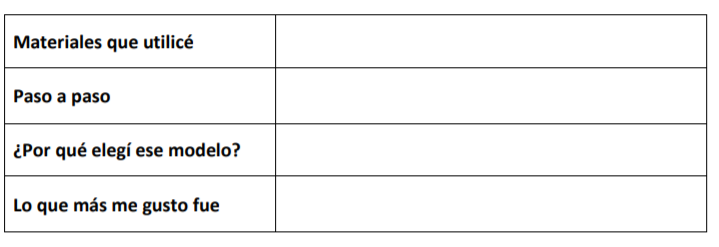 Materiales que utilicé
Paso a paso
¿Por qué elegí ese modelo?
Lo que más me gusto fue